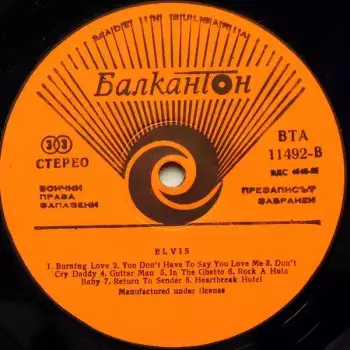 MADE IN BULGARIA
Балкантон
33
СТЕРЕО
ВТА
11492-В
БДС
ВСИЧКИ
ПРАВА
ЗАПАЗЕНИ
ПРЕЗАПИСЪТ
ЗАБРАНЕН
ELVIS
1. Burning Love 2. You Don't Have To Say You Love Me 3. Don't
Cry Daddy 4. Guitar Man 5. In The Ghetto 6. Rock A Hula
Baby 7. Return To Sender 8. Heartbreak Hotel
Manufactured under license